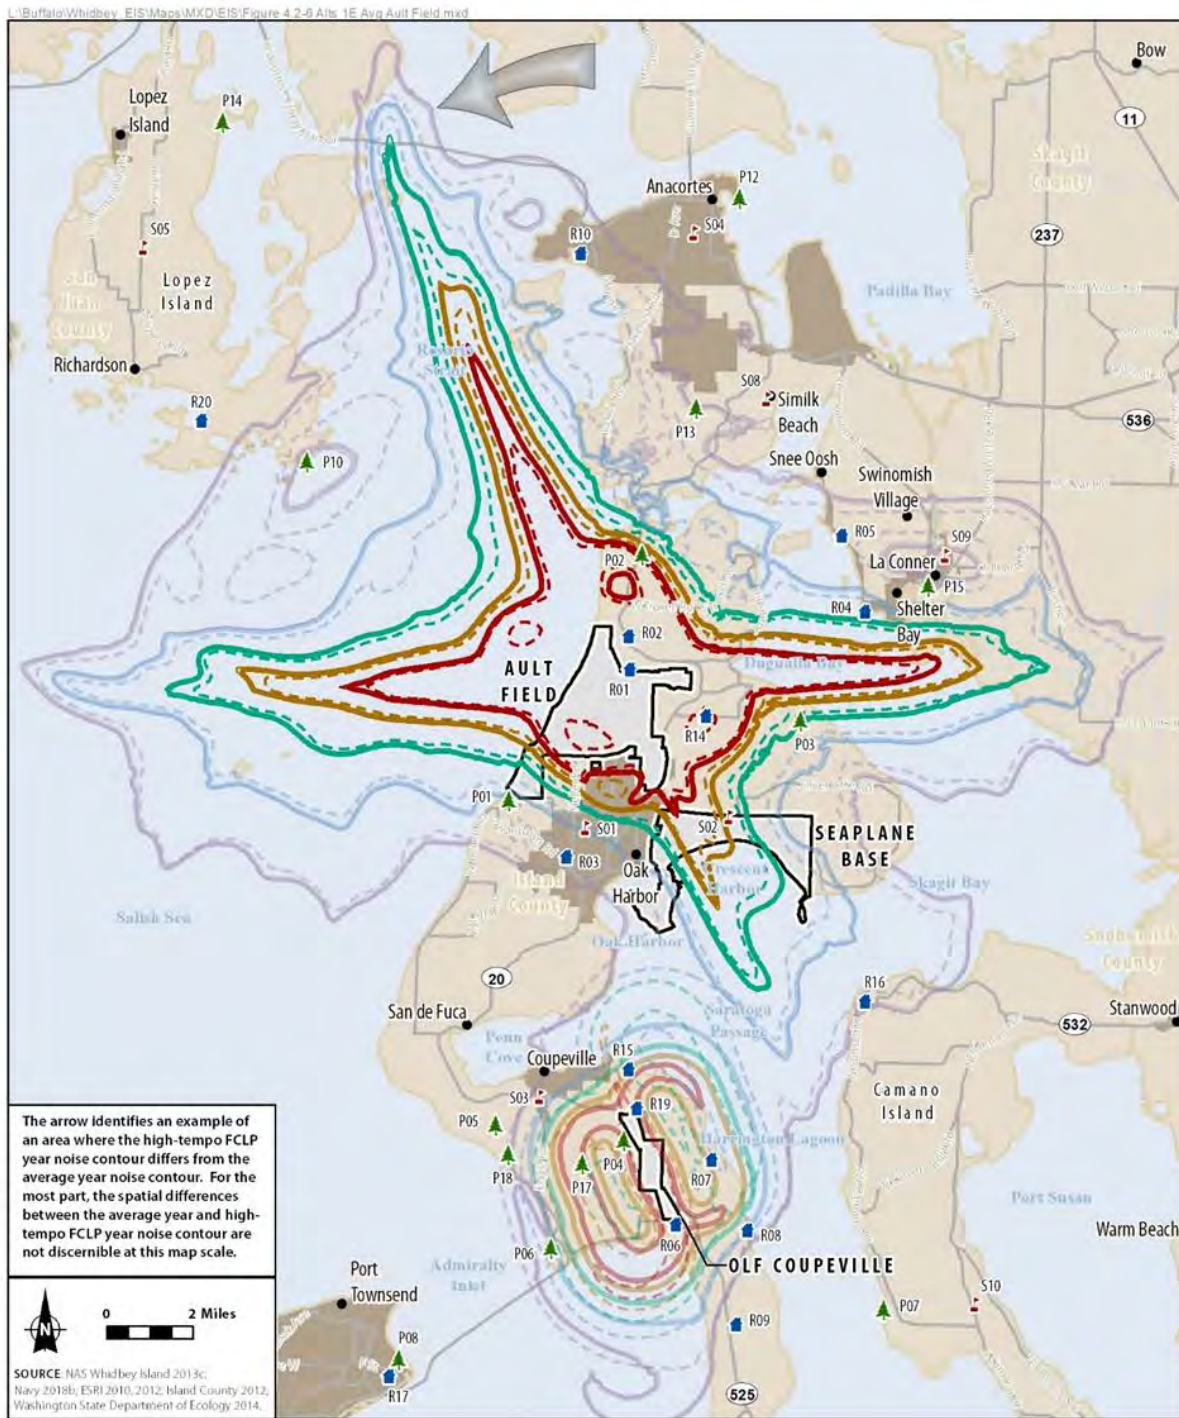 L:\Buffalo\Whidbey_EIS\Maps\MXD\EIS\Figure 4.2-6 Alts 1E Avg Ault Field.mxd
Bow
Lopez
Island
P14
11
Skagit
County
Anacortes
P12
S04
S05
R10
237
Lopez
Island
San
Juan
County
Padilla Bay
Rosario
Strait
Richardson
R20
S08
Similk
Beach
P13
536
P10
Snee Oosh
Swinomish
Village
R05
S09
La Conner
P02
P15
R04
Shelter
Bay
R02
AULT
FIELD
R01
Dugualla Bay
R14
P03
P01
S01
S02
SEAPLANE
BASE
R03
Oak
Harbor
Crescent
Harbor
Island
County
Skagit Bay
Salish Sea
Oak Harbor
Snohomish
County
20
R16
San de Fuca
Saratoga
Passage
Stanwood
532
Penn
Cove
Coupeville
R15
Camano
Island
S03
R19
P05
Harrington Lagoon
P04
P18
P17
R07
Port Susan
R06
R08
Warm Beach
P06
Admiralty
Inlet
OLF COUPEVILLE
Port
Townsend
S10
P07
R09
P08
R17
525
The arrow identifies an example of
an area where the high-tempo FCLP
year noise contour differs from the
average year noise contour. For the
most part, the spatial differences
between the average year and high-
tempo FCLP year noise contour are
not discernible at this map scale.
N
0 2 Miles
SOURCE: NAS Whidbey Island 2013c;
Navy 2018b; ESRI 2010, 2012; Island County 2012;
Washington State Department of Ecology 2014.